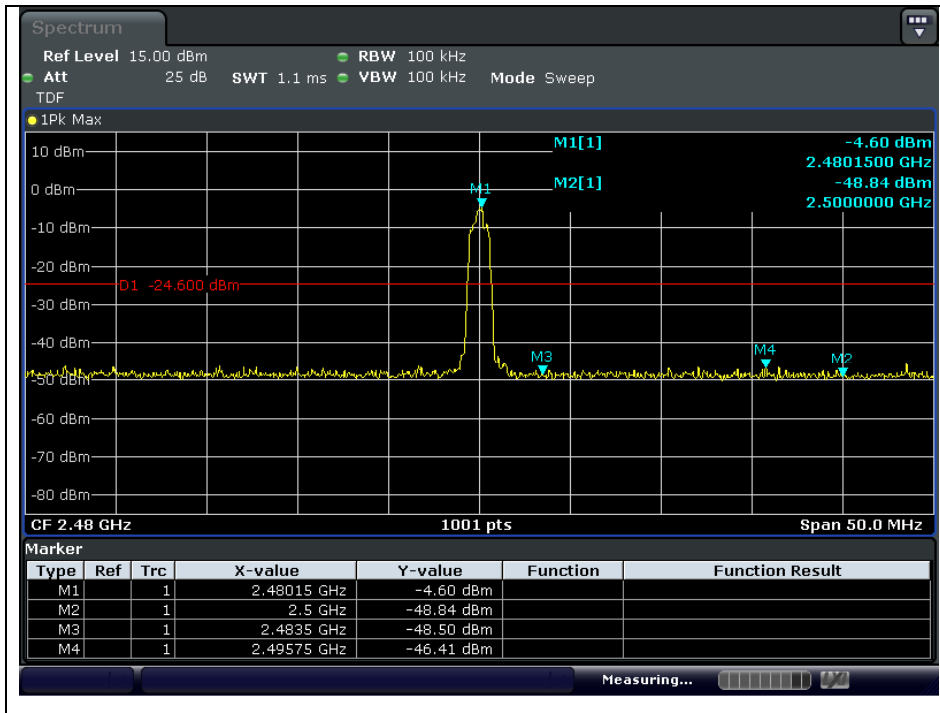 Spectrum
Ref Level 15.00 dBm RBW 100 kHz
Att 25 dB SWT 1.1 ms VBW 100 kHz Mode Sweep
TDF
1Pk Max
M1[1] -4.60 dBm
2.4801500 GHz
M2[1] -48.84 dBm
2.5000000 GHz
10 dBm
0 dBm
M1
-10 dBm
-20 dBm
D1 -24.600 dBm
-30 dBm
-40 dBm
M3 M4 M2
-50 dBm
-60 dBm
-70 dBm
-80 dBm
CF 2.48 GHz 1001 pts Span 50.0 MHz
Marker
Type Ref Trc X-value Y-value Function Function Result
M1 1 2.48015 GHz -4.60 dBm
M2 1 2.5 GHz -48.84 dBm
M3 1 2.4835 GHz -48.50 dBm
M4 1 2.49575 GHz -46.41 dBm
Measuring...